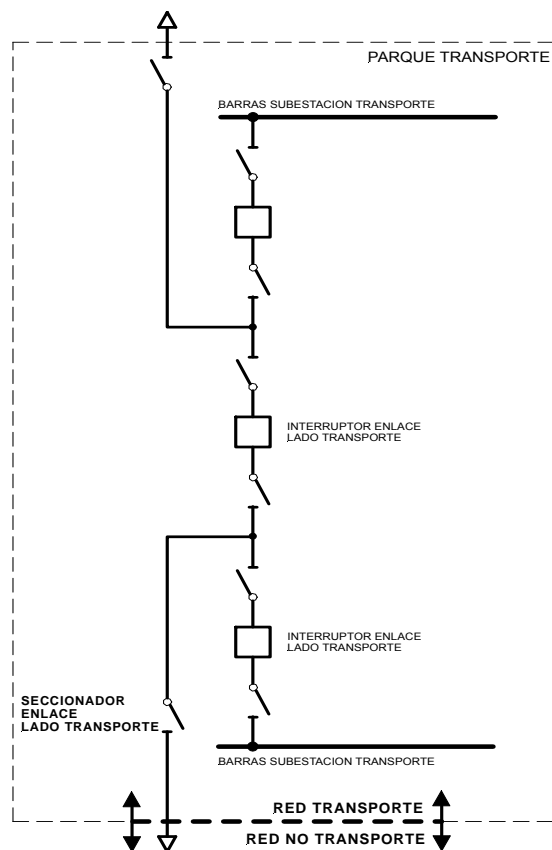 PARQUE TRANSPORTE
BARRAS SUBESTACION TRANSPORTE
INTERRUPTOR ENLACE
LADO TRANSPORTE
INTERRUPTOR ENLACE
LADO TRANSPORTE
SECCIONADOR
ENLACE
LADO TRANSPORTE
BARRAS SUBESTACION TRANSPORTE
RED TRANSPORTE
RED NO TRANSPORTE